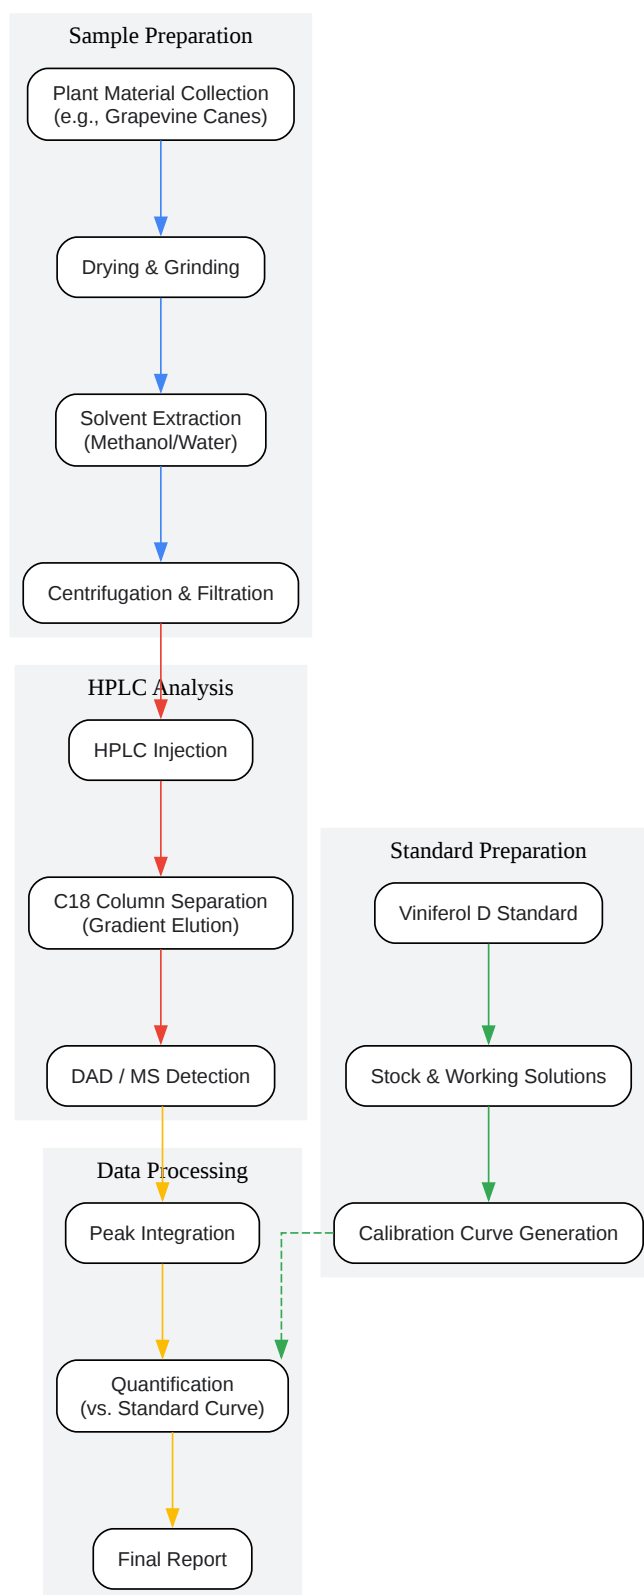 Sample Preparation
Plant Material Collection
(e.g., Grapevine Canes)
Drying & Grinding
Solvent Extraction
(Methanol/Water)
Centrifugation & Filtration
HPLC Analysis
HPLC Injection
C18 Column Separation
(Gradient Elution)
DAD / MS Detection
Standard Preparation
Viniferol D Standard
Stock & Working Solutions
Calibration Curve Generation
Data Processing
Peak Integration
Quantification
(vs. Standard Curve)
Final Report